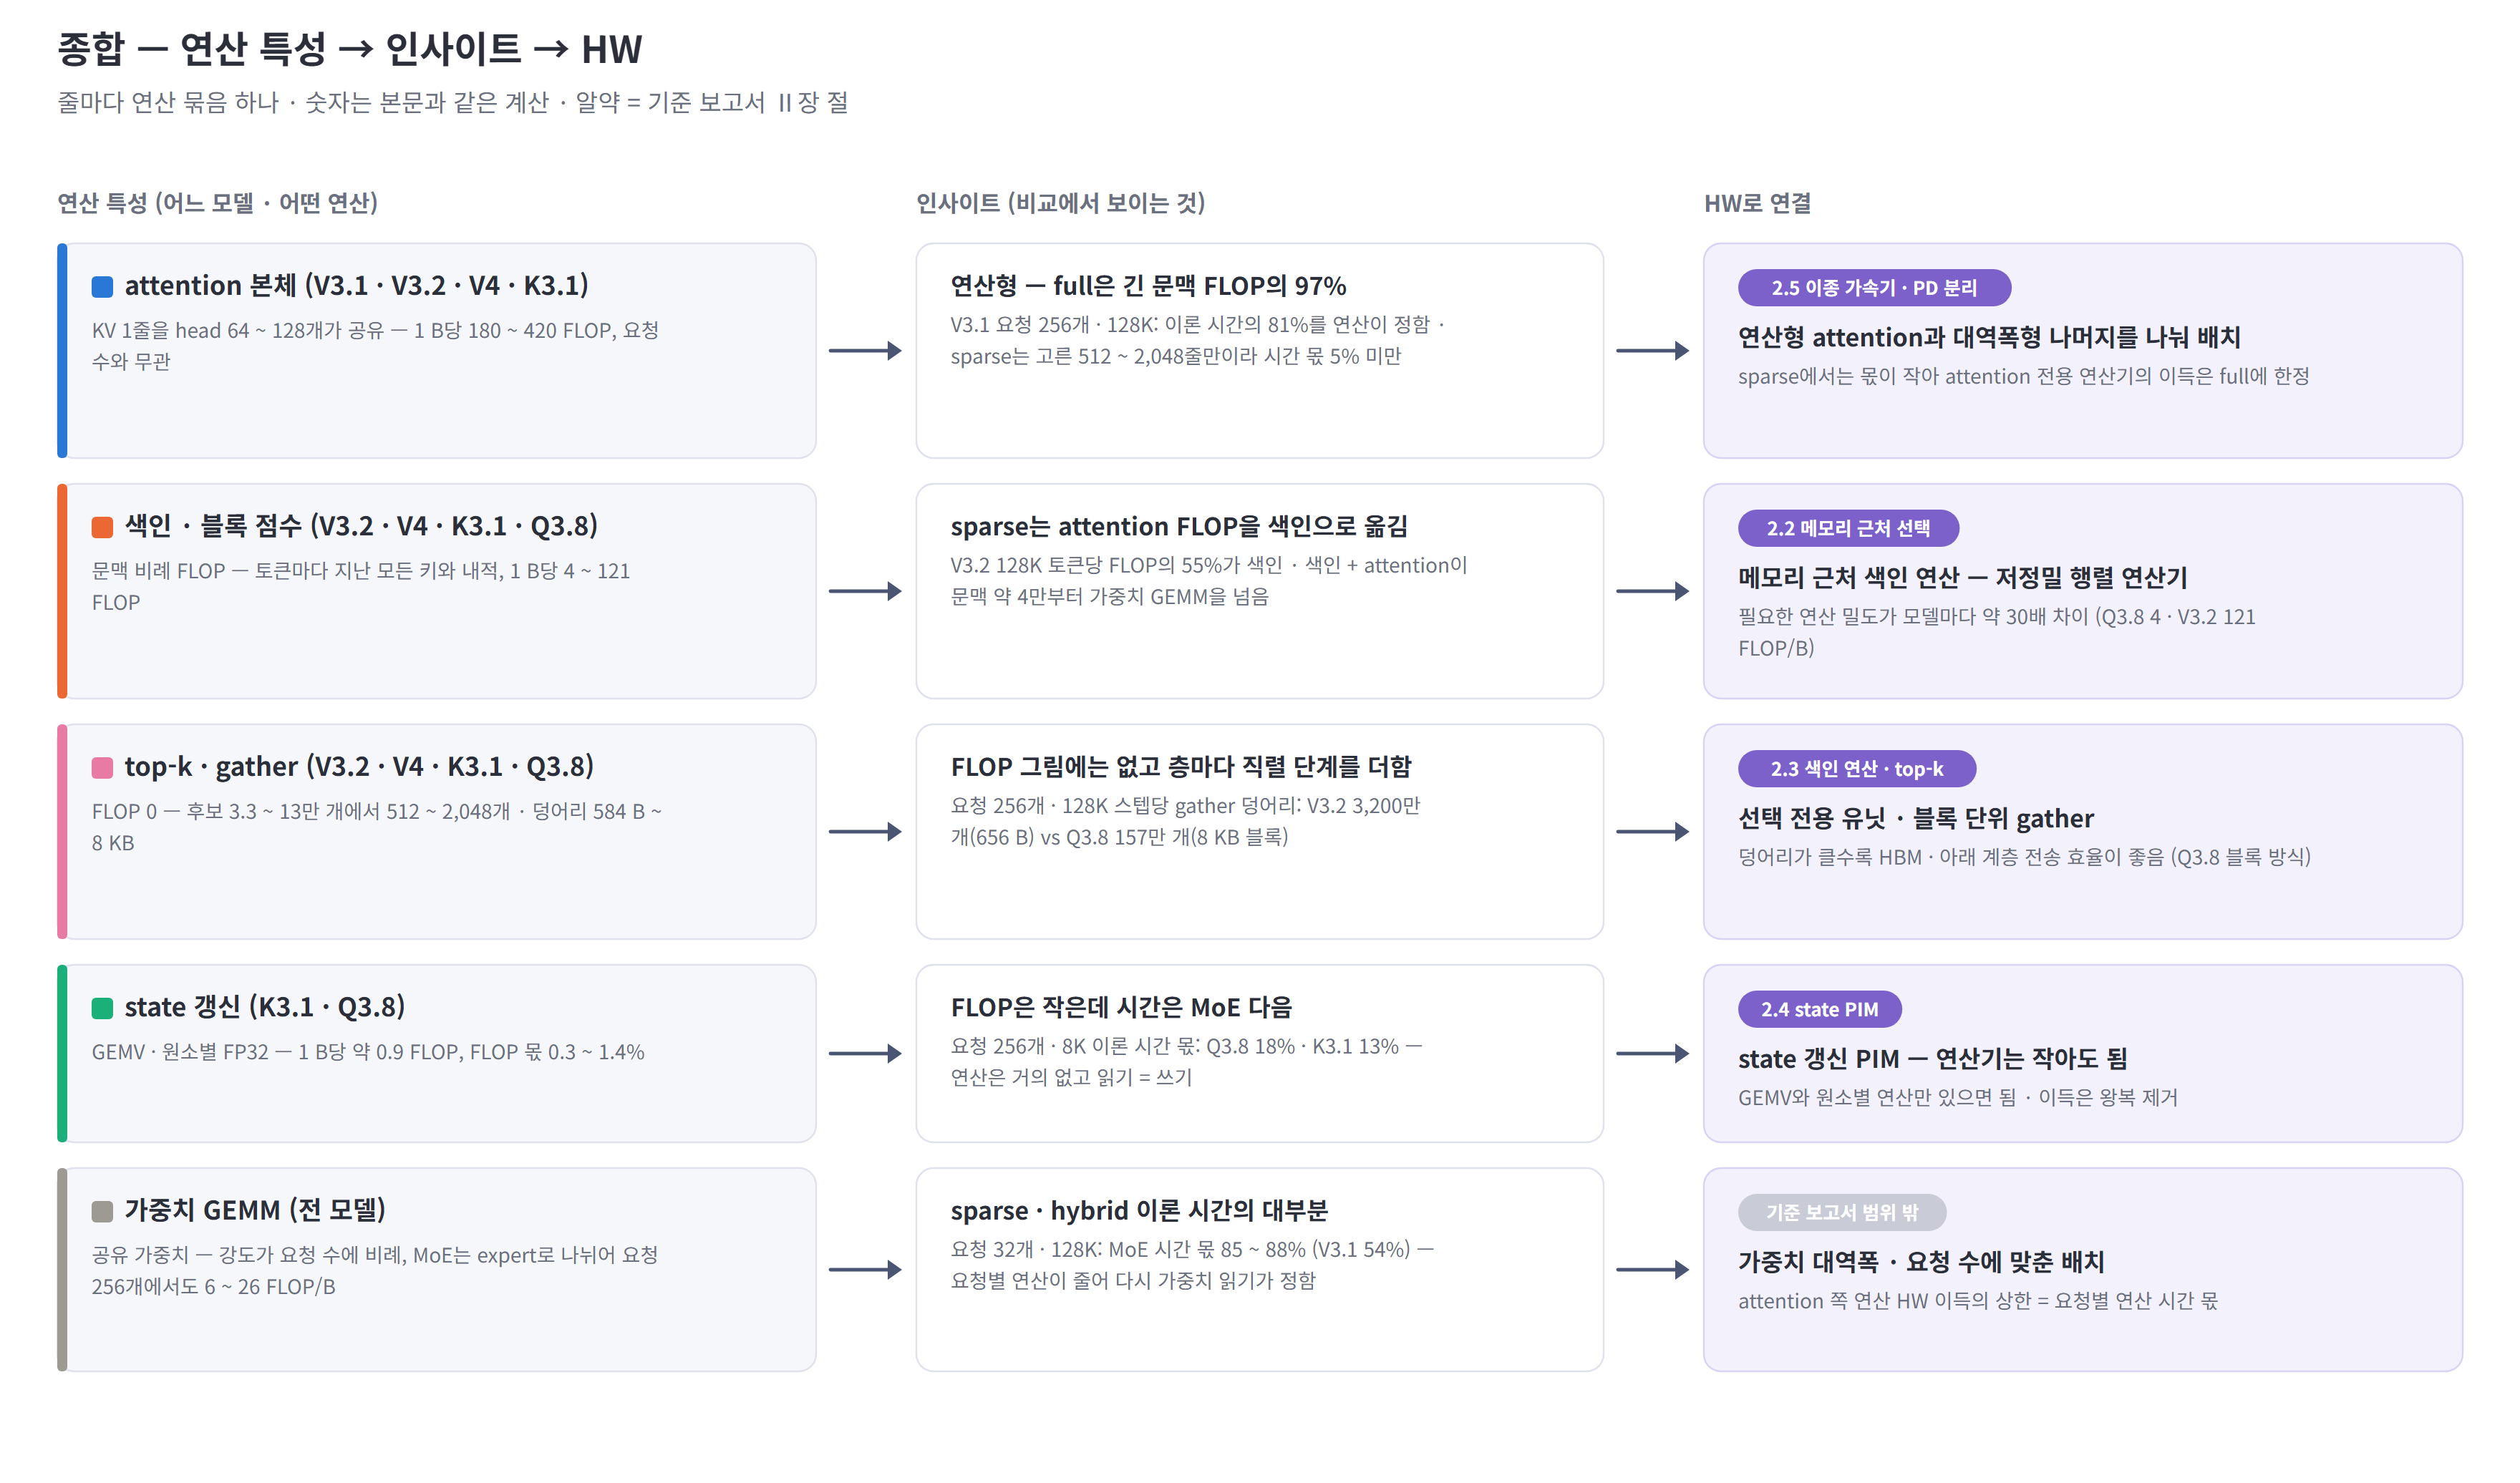 종합 — 연산 특성 → 인사이트 → HW
줄마다 연산 묶음 하나 · 숫자는 본문과 같은 계산 · 알약 = 기준 보고서 Ⅱ장 절
연산 특성 (어느 모델 · 어떤 연산)
인사이트 (비교에서 보이는 것)
HW로 연결
attention 본체 (V3.1 · V3.2 · V4 · K3.1)
KV 1줄을 head 64 ~ 128개가 공유 — 1 B당 180 ~ 420 FLOP, 요청
수와 무관
연산형 — full은 긴 문맥 FLOP의 97%
V3.1 요청 256개 · 128K: 이론 시간의 81%를 연산이 정함 ·
sparse는 고른 512 ~ 2,048줄만이라 시간 몫 5% 미만
2.5 이종 가속기 · PD 분리
연산형 attention과 대역폭형 나머지를 나눠 배치
sparse에서는 몫이 작아 attention 전용 연산기의 이득은 full에 한정
색인 · 블록 점수 (V3.2 · V4 · K3.1 · Q3.8)
문맥 비례 FLOP — 토큰마다 지난 모든 키와 내적, 1 B당 4 ~ 121
FLOP
sparse는 attention FLOP을 색인으로 옮김
V3.2 128K 토큰당 FLOP의 55%가 색인 · 색인 + attention이
문맥 약 4만부터 가중치 GEMM을 넘음
2.2 메모리 근처 선택
메모리 근처 색인 연산 — 저정밀 행렬 연산기
필요한 연산 밀도가 모델마다 약 30배 차이 (Q3.8 4 · V3.2 121
FLOP/B)
top-k · gather (V3.2 · V4 · K3.1 · Q3.8)
FLOP 0 — 후보 3.3 ~ 13만 개에서 512 ~ 2,048개 · 덩어리 584 B ~
8 KB
FLOP 그림에는 없고 층마다 직렬 단계를 더함
요청 256개 · 128K 스텝당 gather 덩어리: V3.2 3,200만
개(656 B) vs Q3.8 157만 개(8 KB 블록)
2.3 색인 연산 · top-k
선택 전용 유닛 · 블록 단위 gather
덩어리가 클수록 HBM · 아래 계층 전송 효율이 좋음 (Q3.8 블록 방식)
state 갱신 (K3.1 · Q3.8)
GEMV · 원소별 FP32 — 1 B당 약 0.9 FLOP, FLOP 몫 0.3 ~ 1.4%
FLOP은 작은데 시간은 MoE 다음
요청 256개 · 8K 이론 시간 몫: Q3.8 18% · K3.1 13% —
연산은 거의 없고 읽기 = 쓰기
2.4 state PIM
state 갱신 PIM — 연산기는 작아도 됨
GEMV와 원소별 연산만 있으면 됨 · 이득은 왕복 제거
가중치 GEMM (전 모델)
공유 가중치 — 강도가 요청 수에 비례, MoE는 expert로 나뉘어 요청
256개에서도 6 ~ 26 FLOP/B
sparse · hybrid 이론 시간의 대부분
요청 32개 · 128K: MoE 시간 몫 85 ~ 88% (V3.1 54%) —
요청별 연산이 줄어 다시 가중치 읽기가 정함
기준 보고서 범위 밖
가중치 대역폭 · 요청 수에 맞춘 배치
attention 쪽 연산 HW 이득의 상한 = 요청별 연산 시간 몫